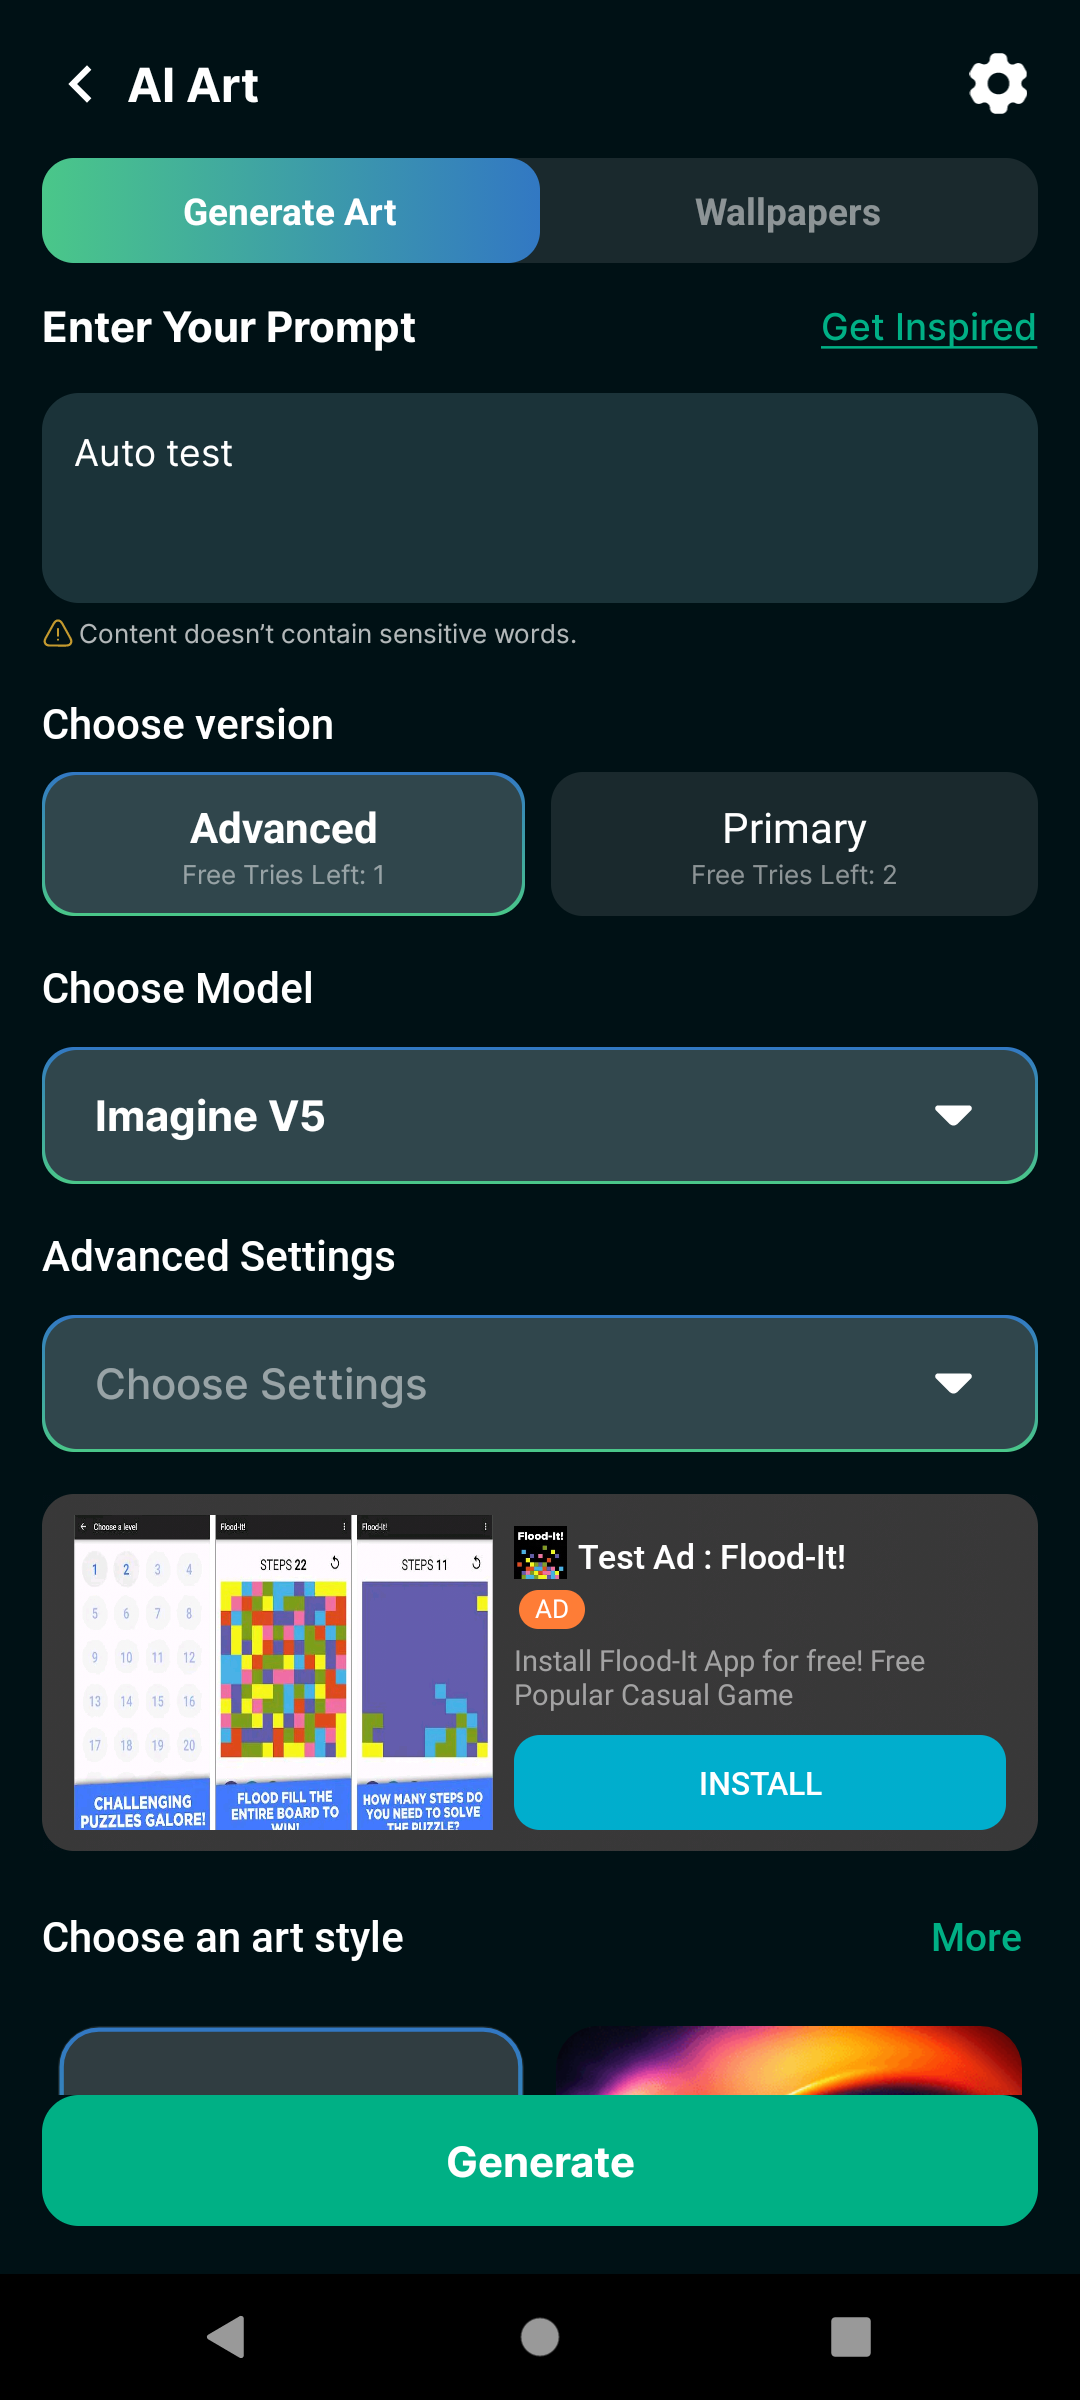 AI Art
Generate Art
Wallpapers
Enter Your Prompt
Get Inspired
Auto test
Content doesn't contain sensitive words.
Choose version
Advanced
Free Tries Left: 1
Primary
Free Tries Left: 2
Choose Model
Imagine V5
Advanced Settings
Choose Settings
Choose a level
1 2 3 4
5 6 7 8
9 10 11 12
13 14 15 16
17 18 19 20
CHALLENGING
PUZZLES GALORE!
Flood-It!
STEPS 22
FLOOD FILL THE
ENTIRE BOARD TO
WIN!
Flood-It!
STEPS 11
HOW MANY STEPS DO
YOU NEED TO SOLVE
THE PUZZLE?
Flood-It!
Test Ad : Flood-It!
AD
Install Flood-It App for free! Free
Popular Casual Game
INSTALL
Choose an art style
More
Generate